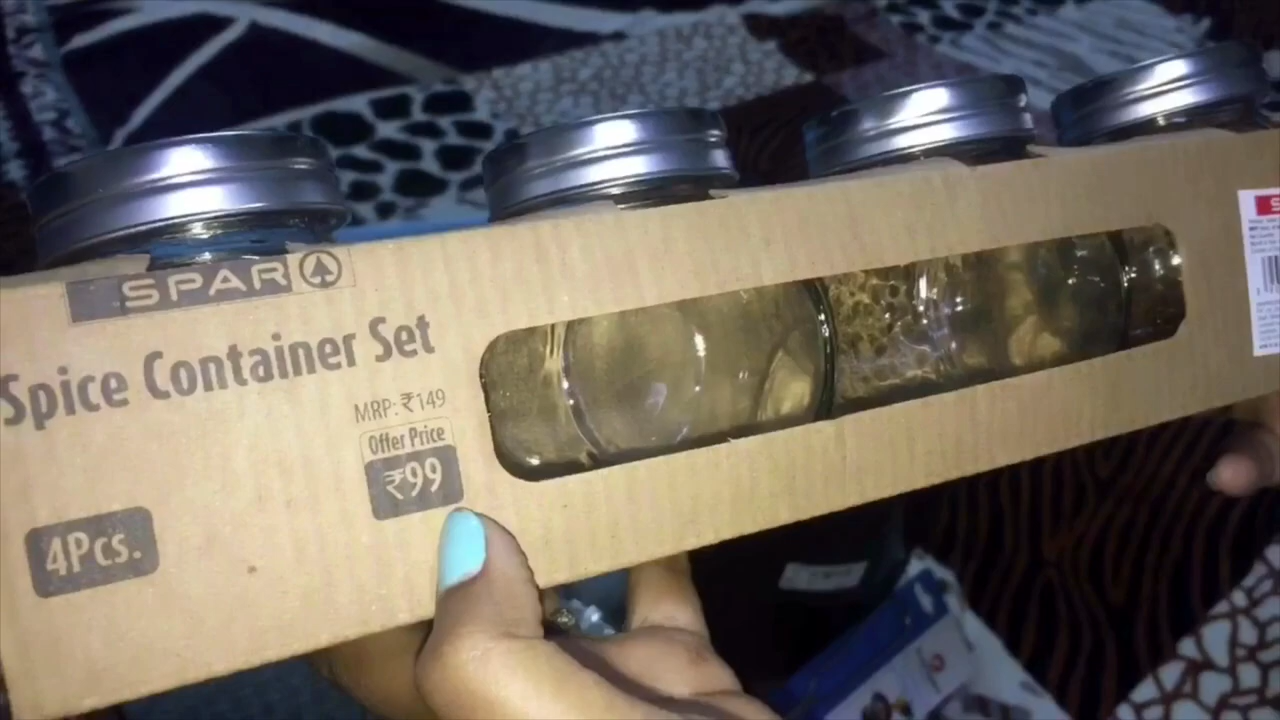 SPAR
Spice Container Set
MRP: ₹149
Offer Price
₹99
4Pcs.